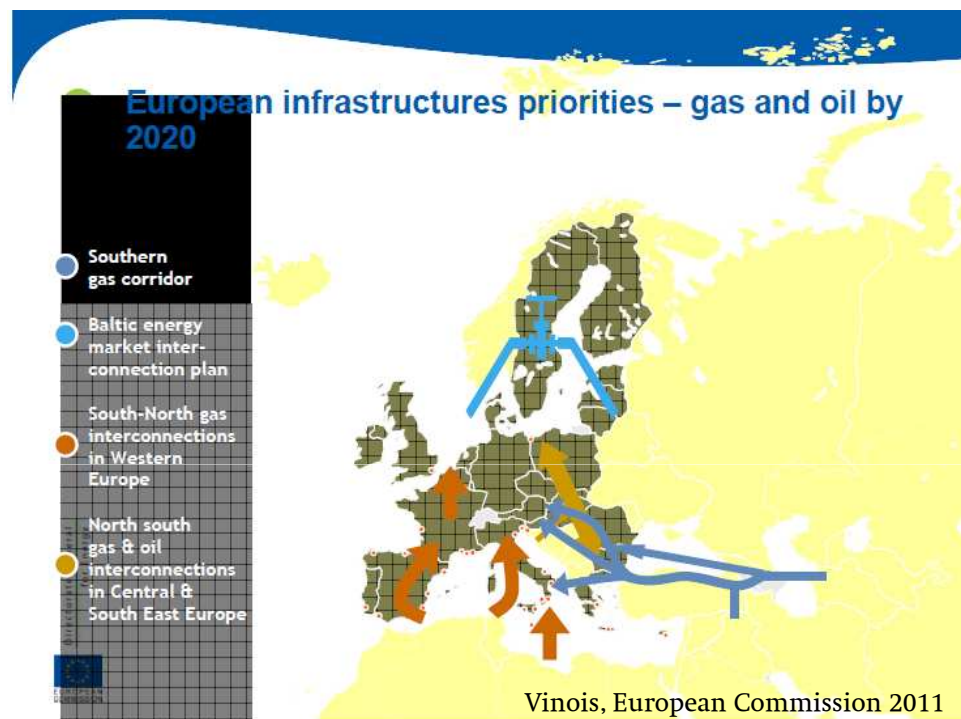 European infrastructures priorities – gas and oil by
2020
Southern
gas corridor
Baltic energy
market inter-
connection plan
South-North gas
interconnections
in Western
Europe
North south
gas & oil
interconnections
in Central &
South East Europe
Vinois, European Commission 2011